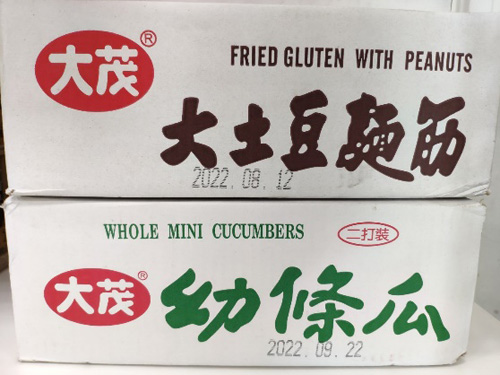 大茂®
FRIED GLUTEN WITH PEANUTS
大土豆麵筋
2022.08.12
WHOLE MINI CUCUMBERS
二打裝
大茂®
幼條瓜
2022.09.22